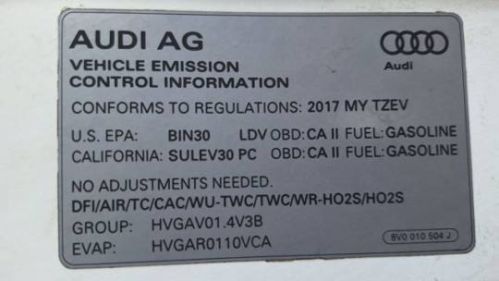 AUDI AG
Audi
VEHICLE EMISSION
CONTROL INFORMATION
CONFORMS TO REGULATIONS: 2017 MY TZEV
U.S. EPA: BIN30 LDV OBD: CA II FUEL: GASOLINE
CALIFORNIA: SULEV30 PC OBD: CA II FUEL: GASOLINE
NO ADJUSTMENTS NEEDED.
DFI/AIR/TC/CAC/WU-TWC/TWC/WR-HO2S/HO2S
GROUP: HVGAV01.4V3B
EVAP: HVGAR0110VCA
8V0 010 504 J